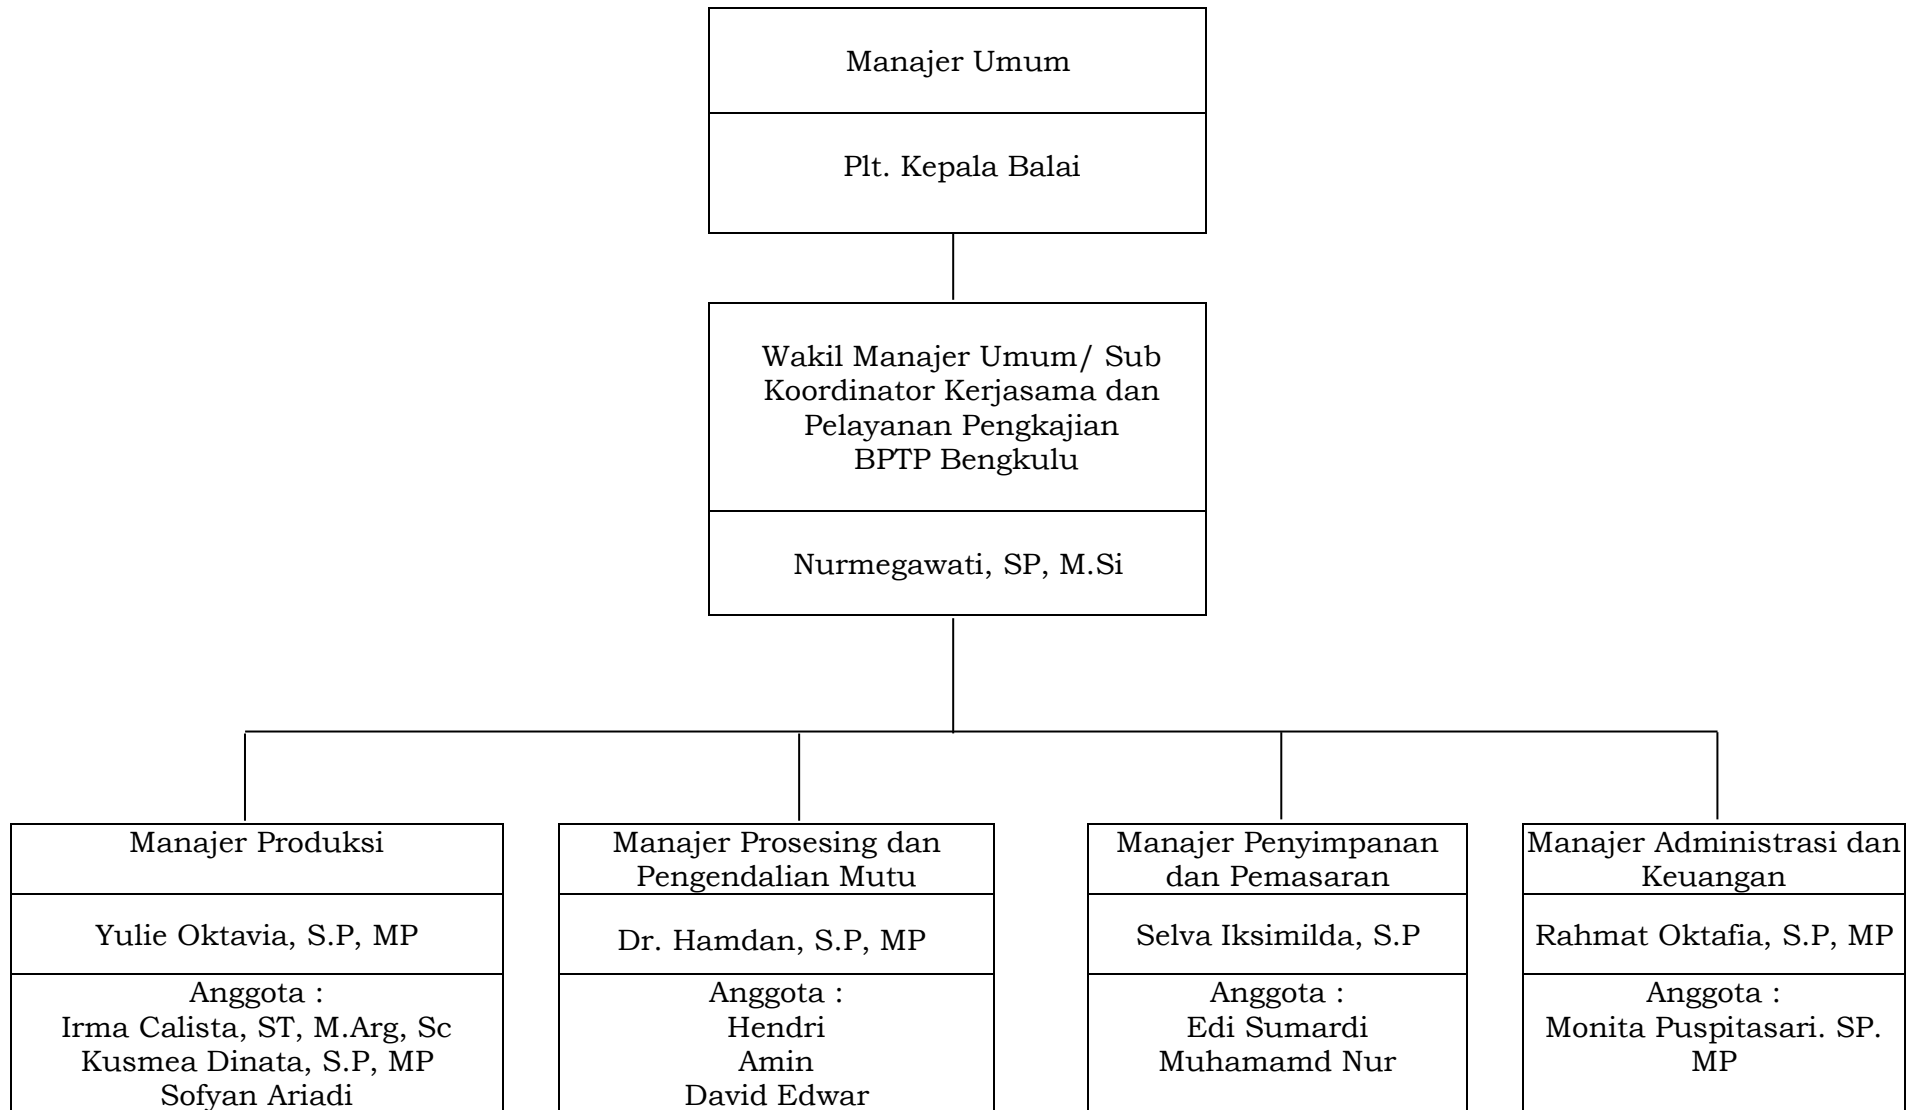 Manajer Umum
Plt. Kepala Balai
Wakil Manajer Umum/ Sub
Koordinator Kerjasama dan
Pelayanan Pengkajian
BPTP Bengkulu
Nurmegawati, SP, M.Si
Manajer Produksi
Yulie Oktavia, S.P, MP
Anggota :
Irma Calista, ST, M.Arg, Sc
Kusmea Dinata, S.P, MP
Sofyan Ariadi
Manajer Prosesing dan
Pengendalian Mutu
Dr. Hamdan, S.P, MP
Anggota :
Hendri
Amin
David Edwar
Manajer Penyimpanan
dan Pemasaran
Selva Iksimilda, S.P
Anggota :
Edi Sumardi
Muhamamd Nur
Manajer Administrasi dan
Keuangan
Rahmat Oktafia, S.P, MP
Anggota :
Monita Puspitasari. SP.
MP